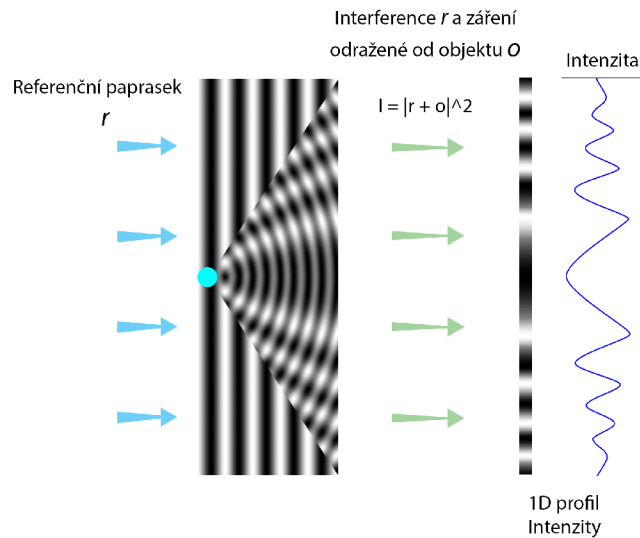 Interference r a záření
odražené od objektu o
Intenzita
Referenční paprasek
r
I = |r + o|^2
1D profil
Intenzity